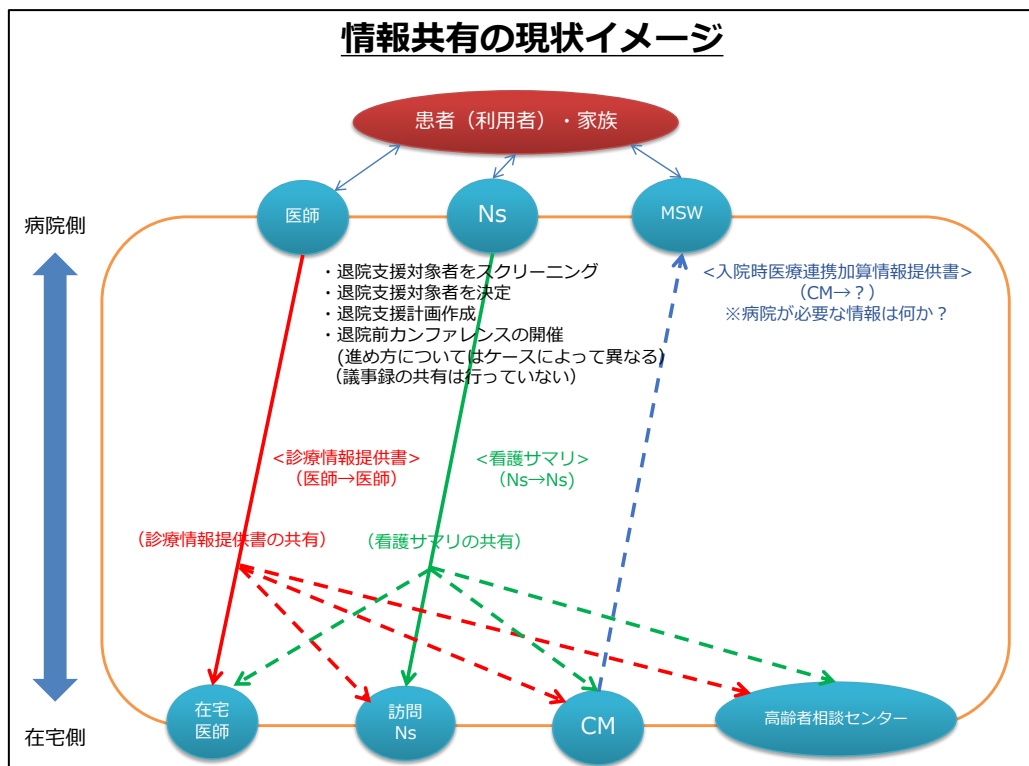 情報共有の現状イメージ
患者（利用者）・家族
病院側
医師
Ns
MSW
・退院支援対象者をスクリーニング
・退院支援対象者を決定
・退院支援計画作成
・退院前カンファレンスの開催
(進め方についてはケースによって異なる)
（議事録の共有は行っていない）
<入院時医療連携加算情報提供書>
（CM→？）
※病院が必要な情報は何か？
<診療情報提供書>
（医師→医師）
<看護サマリ>
（Ns→Ns)
（診療情報提供書の共有）
（看護サマリの共有）
在宅側
在宅
医師
訪問
Ns
CM
高齢者相談センター